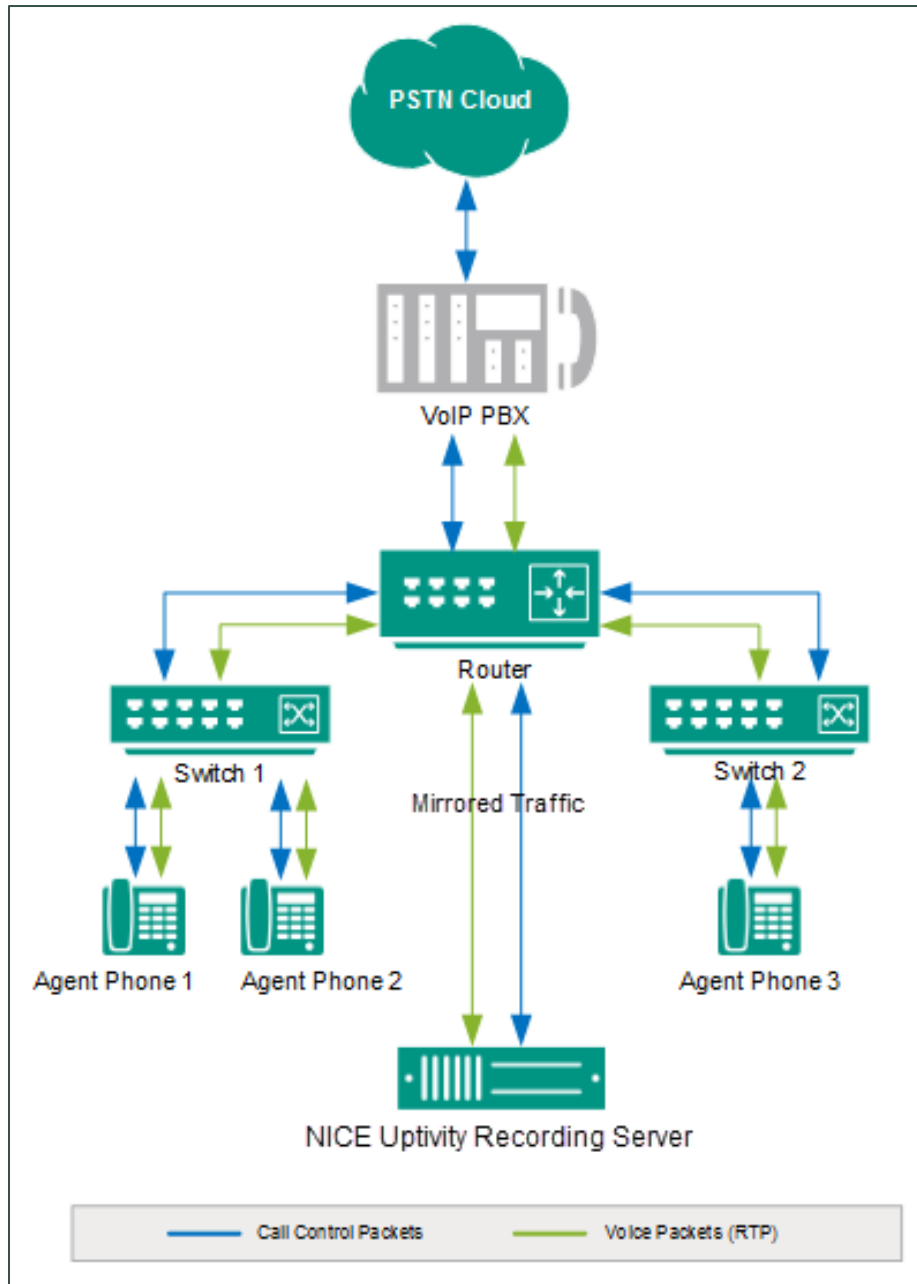 PSTN Cloud
VoIP PBX
Router
Switch 1
Switch 2
Mirrored Traffic
Agent Phone 1
Agent Phone 2
Agent Phone 3
NICE Uptivity Recording Server
Call Control Packets
Voice Packets (RTP)